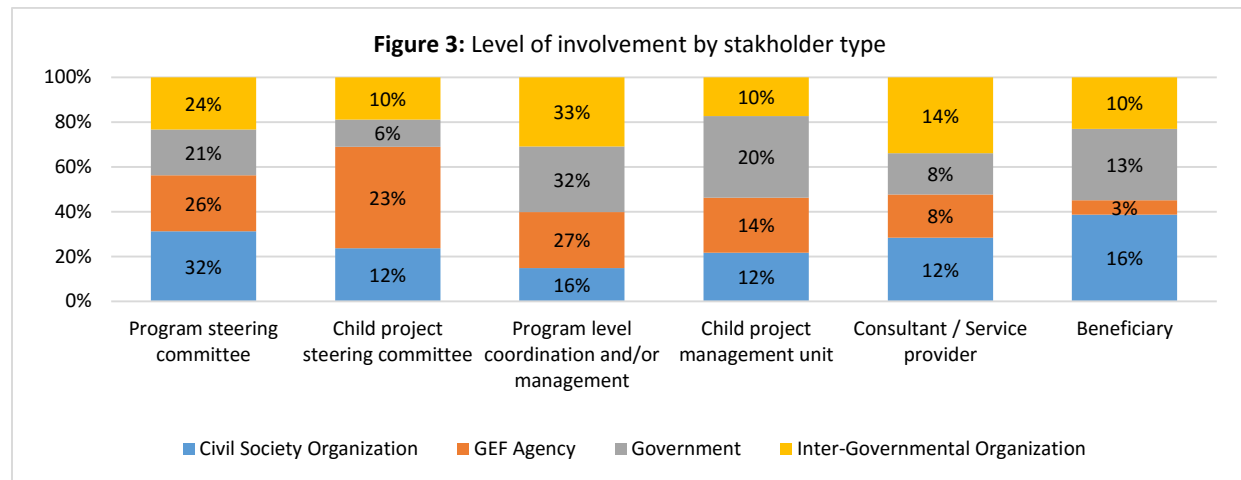 Figure 3: Level of involvement by stakholder type
100%
80%
60%
40%
20%
0%
24% 10% 33% 10% 14% 10%
21% 6% 32% 20% 8% 13%
26% 23% 27% 14% 8% 3%
32% 12% 16% 12% 12% 16%
Program steering committee
Child project steering committee
Program level coordination and/or management
Child project management unit
Consultant / Service provider
Beneficiary
Civil Society Organization GEF Agency Government Inter-Governmental Organization